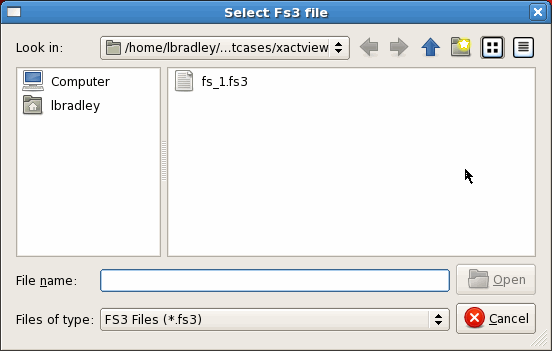 Select Fs3 file
Look in: /home/lbradley/...tcases/xactview
Computer
lbradley
fs_1.fs3
File name:
Open
Files of type: FS3 Files (*.fs3)
Cancel